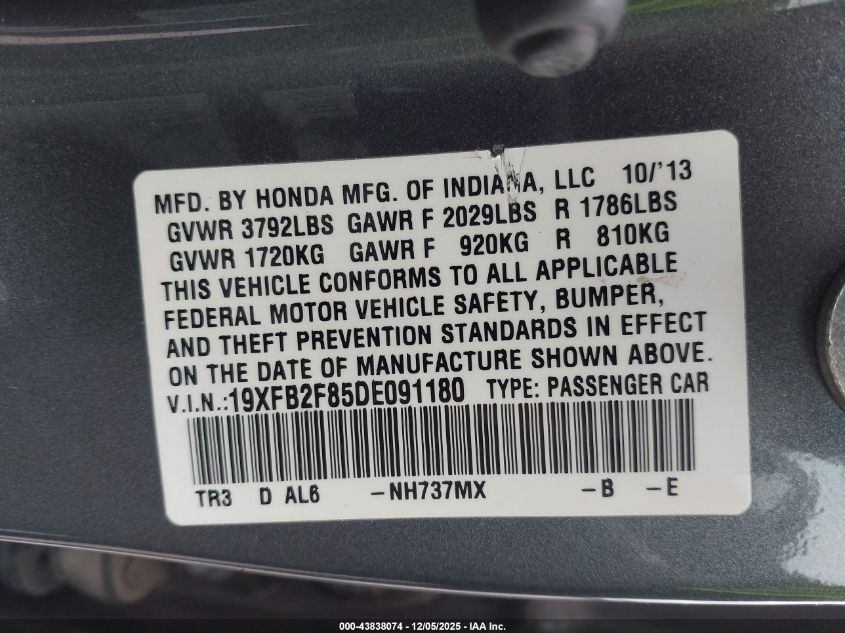 MFD. BY HONDA MFG. OF INDIANA, LLC 10/'13
GVWR 3792LBS GAWR F 2029LBS R 1786LBS
GVWR 1720KG GAWR F 920KG R 810KG
THIS VEHICLE CONFORMS TO ALL APPLICABLE
FEDERAL MOTOR VEHICLE SAFETY, BUMPER,
AND THEFT PREVENTION STANDARDS IN EFFECT
ON THE DATE OF MANUFACTURE SHOWN ABOVE.
V.I.N.:19XFB2F85DE091180 TYPE: PASSENGER CAR
TR3 D AL6 -NH737MX -B -E
000-43838074 - 12/05/2025 - IAA Inc.